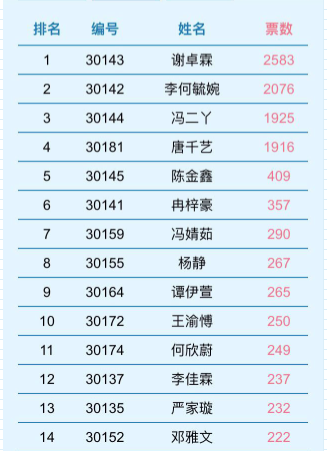 排名 编号 姓名 票数
1 30143 谢卓霖 2583
2 30142 李何毓婉 2076
3 30144 冯二丫 1925
4 30181 唐千艺 1916
5 30145 陈金鑫 409
6 30141 冉梓豪 357
7 30159 冯婧茹 290
8 30155 杨静 267
9 30164 谭伊萱 265
10 30172 王渝愽 250
11 30174 何欣蔚 249
12 30137 李佳霖 237
13 30135 严家璇 232
14 30152 邓雅文 222